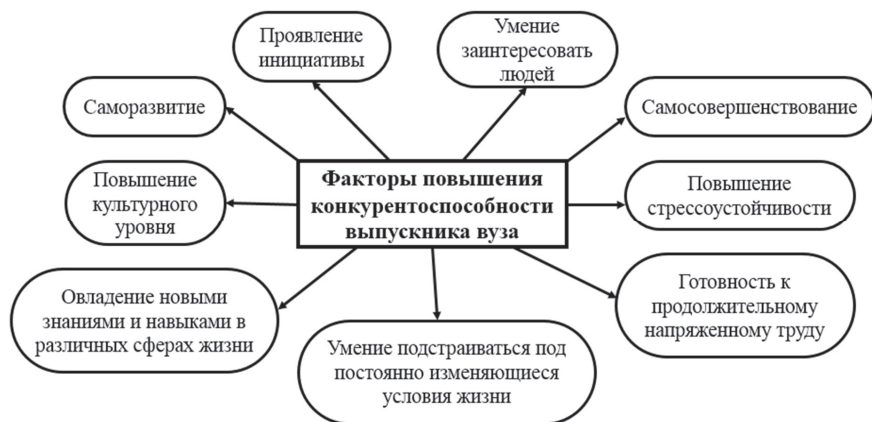 Проявление
инициативы
Умение
заинтересовать
людей
Саморазвитие
Самосовершенствование
Факторы повышения
конкурентоспособности
выпускника вуза
Повышение
культурного
уровня
Повышение
стрессоустойчивости
Овладение новыми
знаниями и навыками в
различных сферах жизни
Умение подстраиваться под
постоянно изменяющиеся
условия жизни
Готовность к
продолжительному
напряженному труду